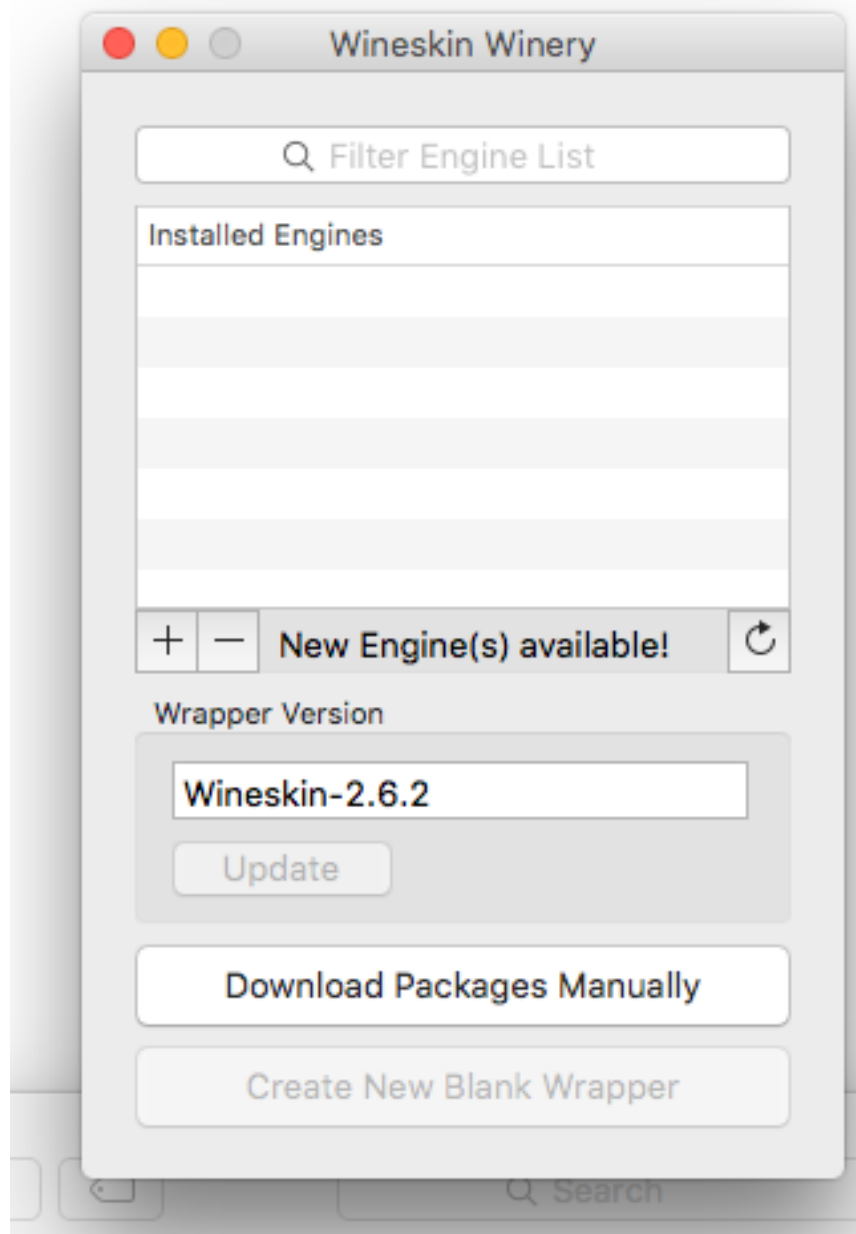 Wineskin Winery
Filter Engine List
Installed Engines
+ − New Engine(s) available!
Wrapper Version
Wineskin-2.6.2
Update
Download Packages Manually
Create New Blank Wrapper
Search